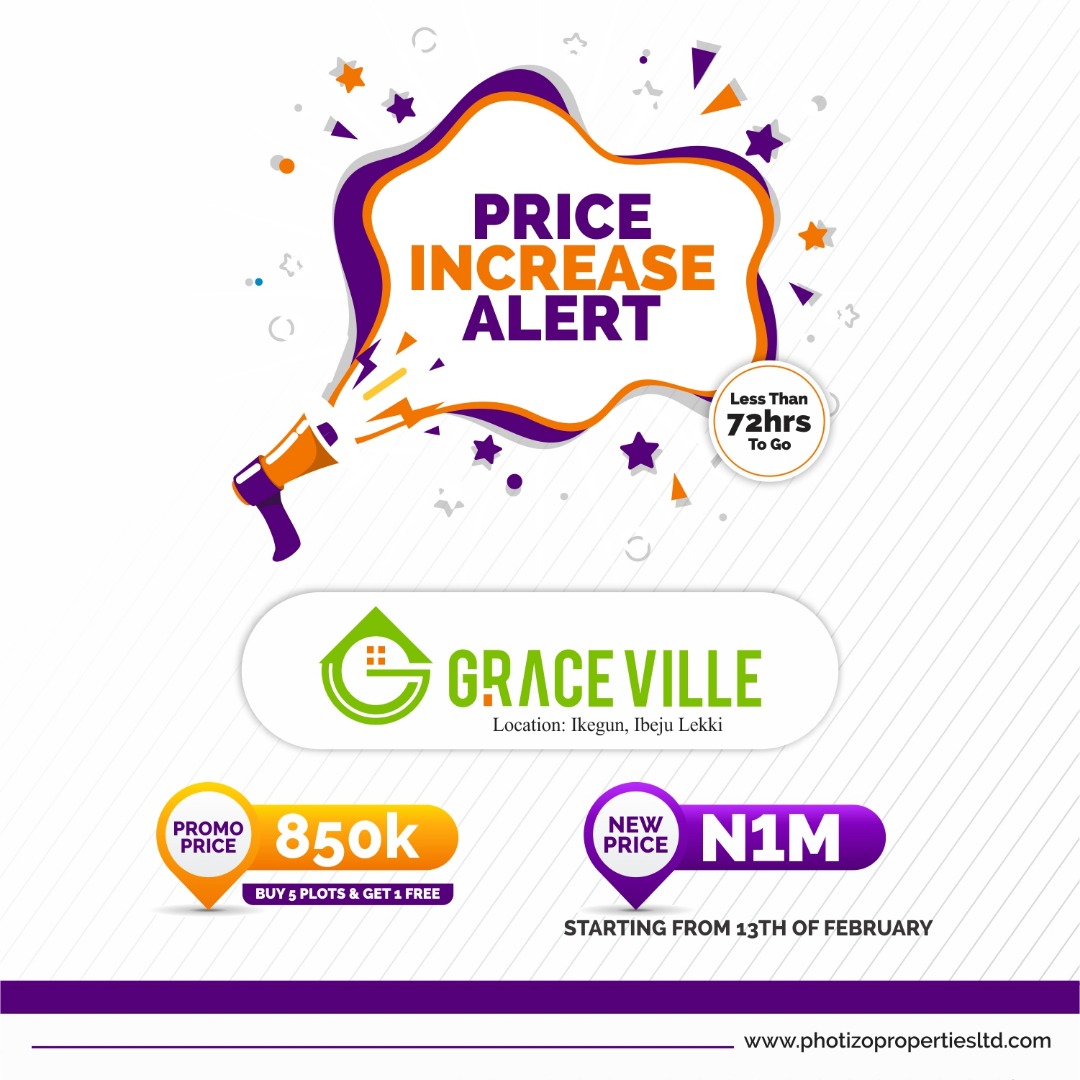 PRICE
INCREASE
ALERT
Less Than
72hrs
To Go
GRACE VILLE
Location: Ikegun, Ibeju Lekki
PROMO
PRICE
850k
BUY 5 PLOTS & GET 1 FREE
NEW
PRICE
N1M
STARTING FROM 13TH OF FEBRUARY
www.photizopropertiesltd.com